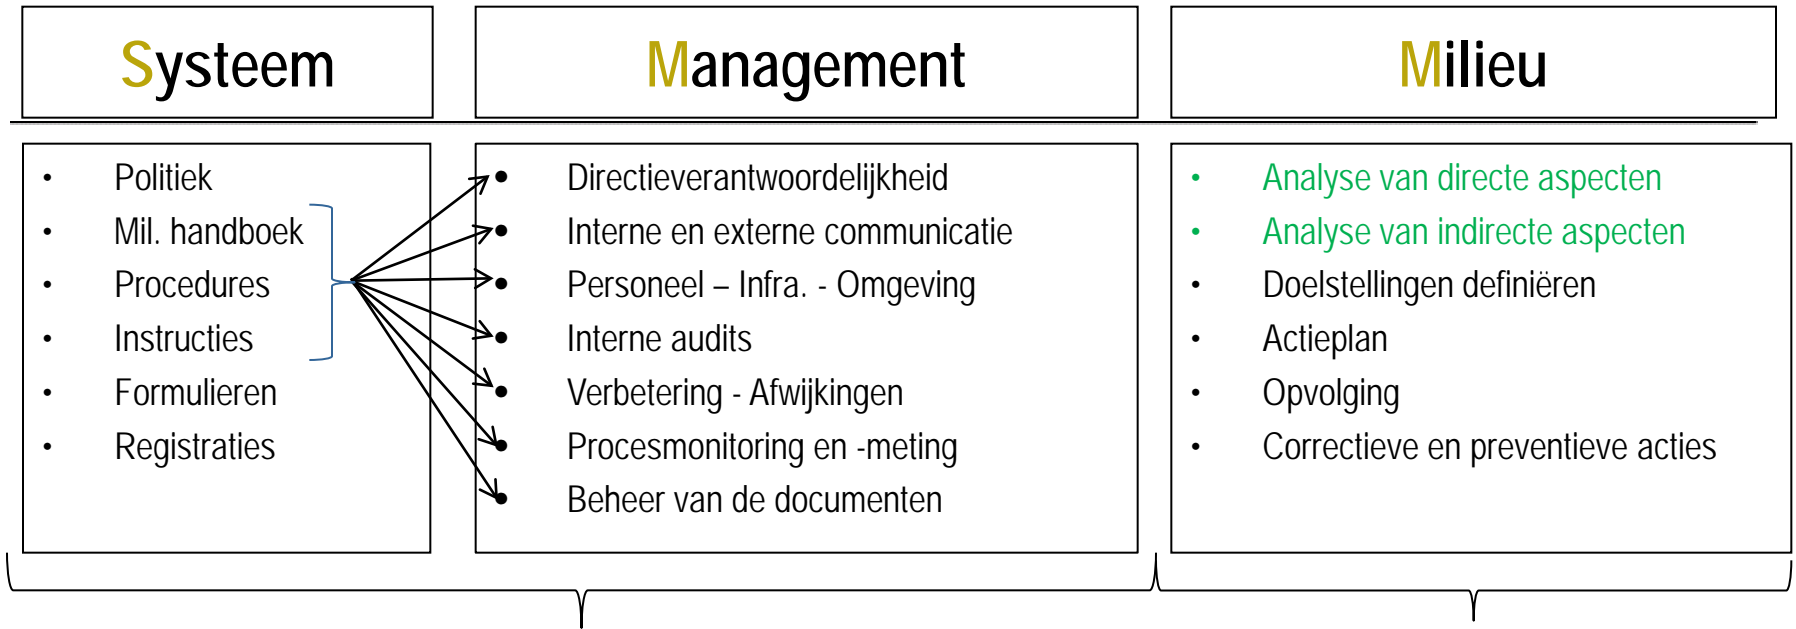 Systeem
Management
Milieu
• Politiek
• Mil. handboek
• Procedures
• Instructies
• Formulieren
• Registraties
• Directieverantwoordelijkheid
• Interne en externe communicatie
• Personeel – Infra. - Omgeving
• Interne audits
• Verbetering - Afwijkingen
• Procesmonitoring en -meting
• Beheer van de documenten
• Analyse van directe aspecten
• Analyse van indirecte aspecten
• Doelstellingen definiëren
• Actieplan
• Opvolging
• Correctieve en preventieve acties